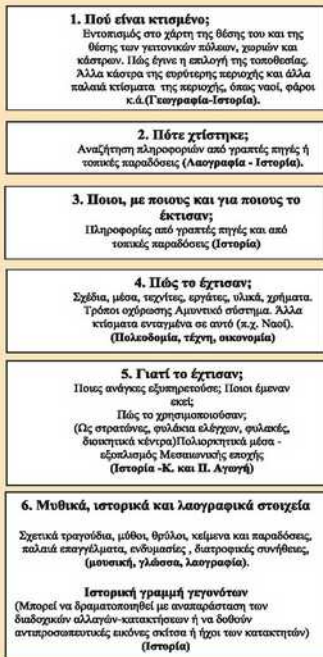 1. Πού είναι κτισμένο;
Εντοπισμός στο χάρτη της θέσης του και της
θέσης των γειτονικών πόλεων, χωριών και
κάστρων. Πώς έγινε η επιλογή της τοποθεσίας.
Άλλα κάστρα της ευρύτερης περιοχής και άλλα
παλαιά κτίσματα της περιοχής, όπως ναοί, φάροι
κ.ά.(Γεωγραφία-Ιστορία).
2. Πότε χτίστηκε;
Αναζήτηση πληροφοριών από γραπτές πηγές ή
τοπικές παραδόσεις (Λαογραφία - Ιστορία).
3. Ποιοι, με ποιους και για ποιους το
έκτισαν;
Πληροφορίες από γραπτές πηγές και από
τοπικές παραδόσεις (Ιστορία)
4. Πώς το έχτισαν;
Σχέδια, μέσα, τεχνίτες, εργάτες, υλικά, χρήματα.
Τρόποι οχύρωσης Αμυντικό σύστημα. Άλλα
κτίσματα ενταγμένα σε αυτό (π.χ. Ναοί).
(Πολεοδομία, τέχνη, οικονομία)
5. Γιατί το έχτισαν;
Ποιες ανάγκες εξυπηρετούσε; Ποιοι έμεναν
εκεί;
Πώς το χρησιμοποιούσαν;
(Ως στρατώνες, φυλάκια ελέγχων, φυλακές,
διοικητικά κέντρα)Πολιορκητικά μέσα -
εξοπλισμός Μεσαιωνικής εποχής
(Ιστορία -Κ. και Π. Αγωγή)
6. Μυθικά, ιστορικά και λαογραφικά στοιχεία
Σχετικά τραγούδια, μύθοι, θρύλοι, κείμενα και παραδόσεις,
παλαιά επαγγέλματα, ενδυμασίες , διατροφικές συνήθειες,
(μουσική, γλώσσα, λαογραφία).
Ιστορική γραμμή γεγονότων
(Μπορεί να δραματοποιηθεί με αναπαράσταση των
διαδοχικών αλλαγών-κατακτήσεων ή να δοθούν
αντιπροσωπευτικές εικόνες σκίτσα ή ήχοι των κατακτητών)
(Ιστορία)